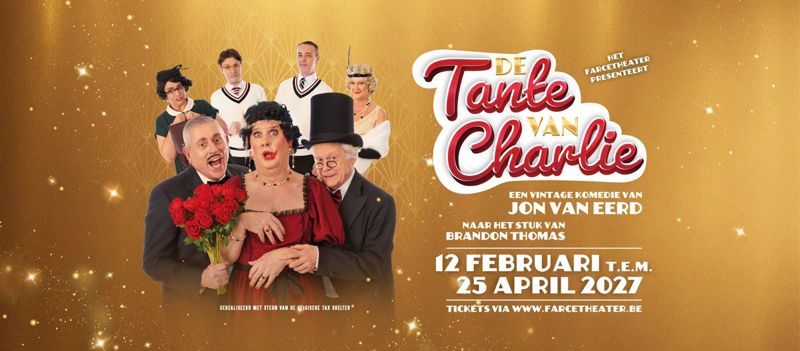 HET
FARCETHEATER
PRESENTEERT
DE
Tante
VAN
Charlie
EEN VINTAGE KOMEDIE VAN
JON VAN EERD
NAAR HET STUK VAN
BRANDON THOMAS
12 FEBRUARI T.E.M.
25 APRIL 2027
TICKETS VIA WWW.FARCETHEATER.BE
GEREALISEERD MET STEUN VAN DE BELGISCHE TAX SHELTER